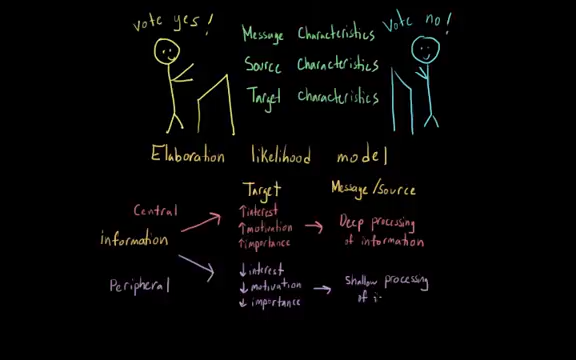 vote yes!
Vote no!
Message Characteristics
Source Characteristics
Target Characteristics
Elaboration likelihood model
Target
Message/Source
Central
information
Peripheral
↑interest
↑motivation
↑importance
Deep processing
of information
↓interest
↓motivation
↓importance
Shallow processing
of i